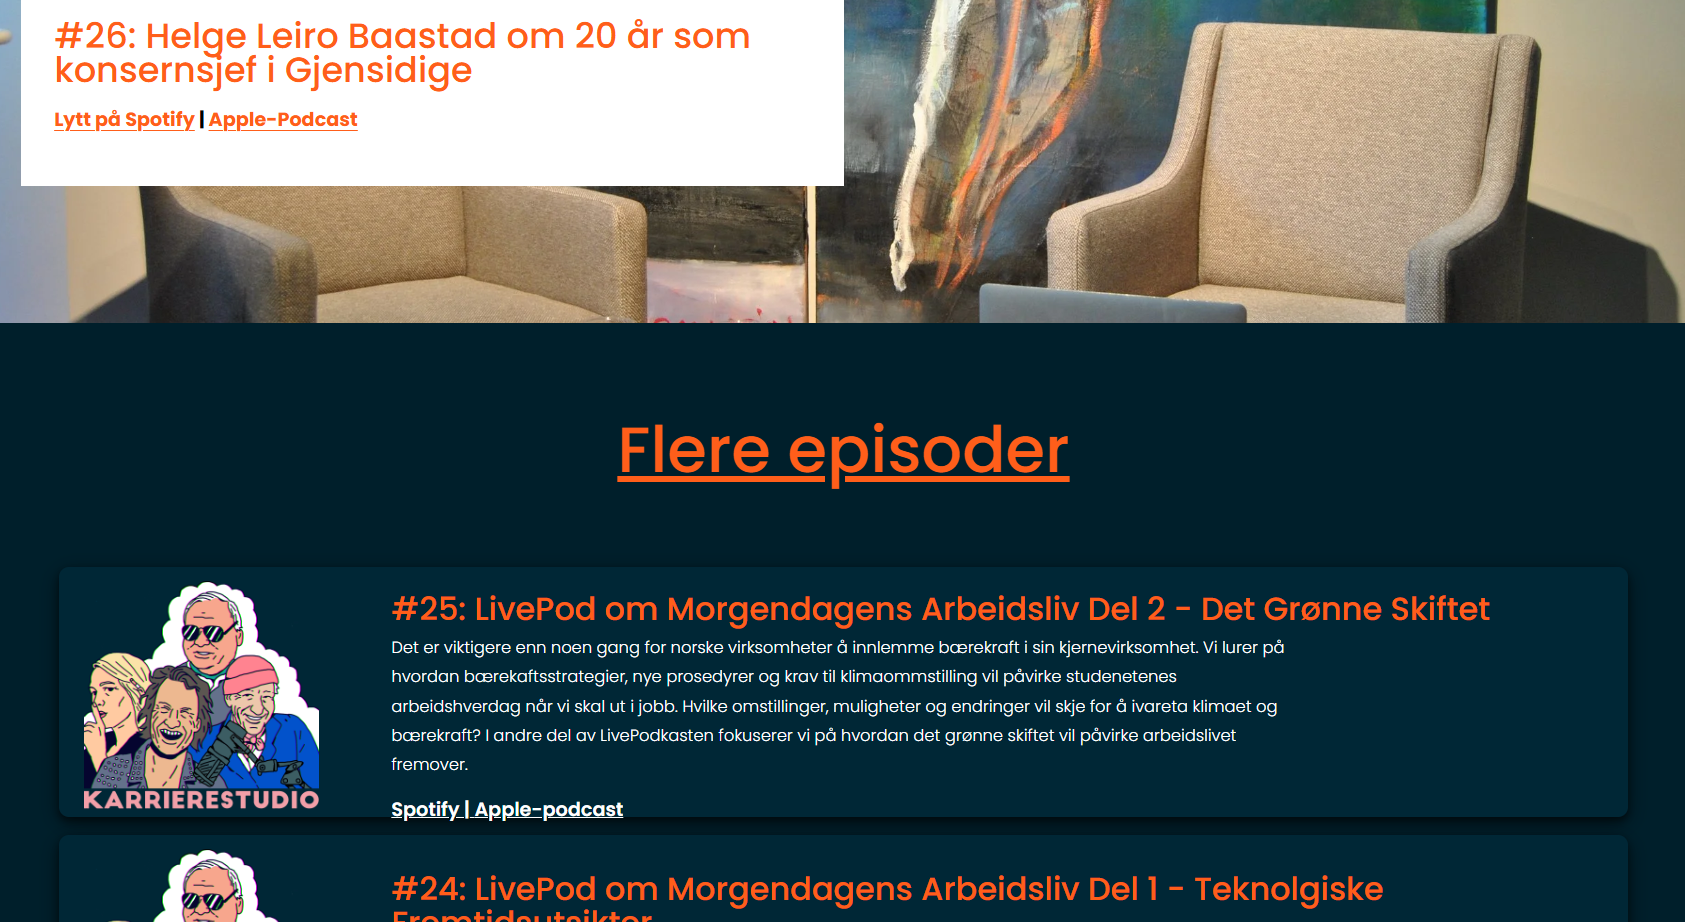 #26: Helge Leiro Baastad om 20 år som
konsernsjef i Gjensidige
Lytt på Spotify | Apple-Podcast
Flere episoder
#25: LivePod om Morgendagens Arbeidsliv Del 2 - Det Grønne Skiftet
Det er viktigere enn noen gang for norske virksomheter å innlemme bærekraft i sin kjernevirksomhet. Vi lurer på
hvordan bærekaftsstrategier, nye prosedyrer og krav til klimaommstilling vil påvirke studenetenes
arbeidshverdag når vi skal ut i jobb. Hvilke omstillinger, muligheter og endringer vil skje for å ivareta klimaet og
bærekraft? I andre del av LivePodkasten fokuserer vi på hvordan det grønne skiftet vil påvirke arbeidslivet
fremover.
KARRIERESTUDIO
Spotify | Apple-podcast
#24: LivePod om Morgendagens Arbeidsliv Del 1 - Teknolgiske
Fremtidsutsikter